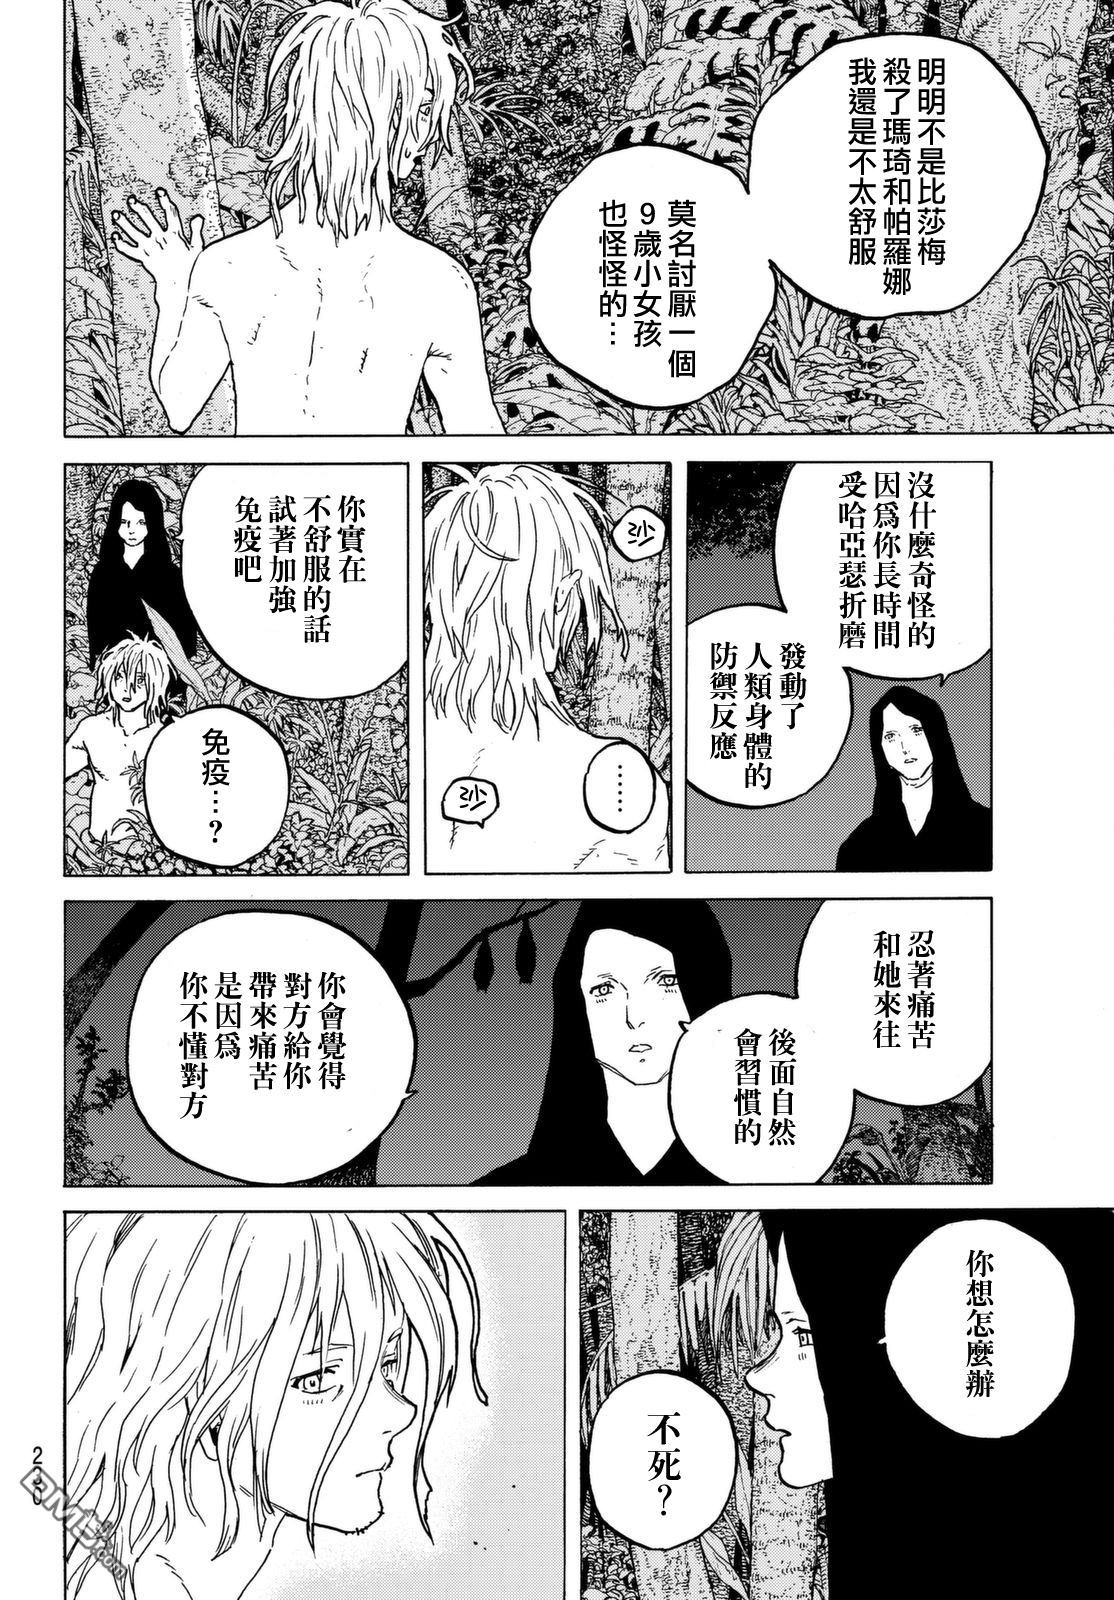 明明不是比莎梅
殺了瑪琦和帕羅娜
我還是不太舒服
莫名討厭一個
9歲小女孩
也怪怪的…
沒什麼奇怪的
因為你長時間
受哈亞瑟折磨
發動了
人類身體的
防禦反應
沙
……
沙
你實在
不舒服的話
試著加強
免疫吧
免疫…?
忍著痛苦
和她來往
後面自然
會習慣的
你會覺得
對方給你
帶來痛苦
是因為
你不懂對方
你想怎麼辦
不死?